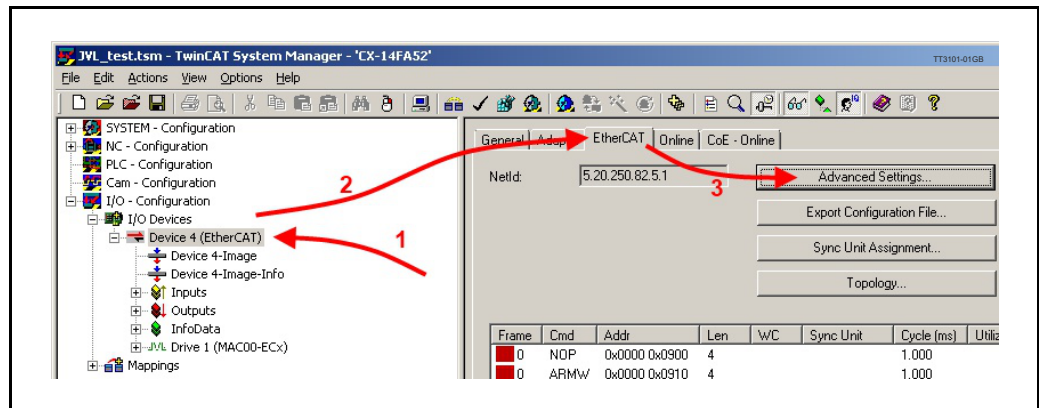 JVL_test.tsm - TwinCAT System Manager - 'CX-14FA52'
TT3101-01GB
File Edit Actions View Options Help
SYSTEM - Configuration
NC - Configuration
PLC - Configuration
Cam - Configuration
I/O - Configuration
I/O Devices
Device 4 (EtherCAT)
Device 4-Image
Device 4-Image-Info
Inputs
Outputs
InfoData
JVL Drive 1 (MAC00-ECx)
Mappings
1
2
General EtherCAT Online CoE - Online
NetId: 5.20.250.82.5.1
3
Advanced Settings...
Export Configuration File...
Sync Unit Assignment...
Topology...
Frame Cmd Addr Len WC Sync Unit Cycle (ms)
0 NOP 0x0000 0x0900 4 1.000
0 ARMW 0x0000 0x0910 4 1.000